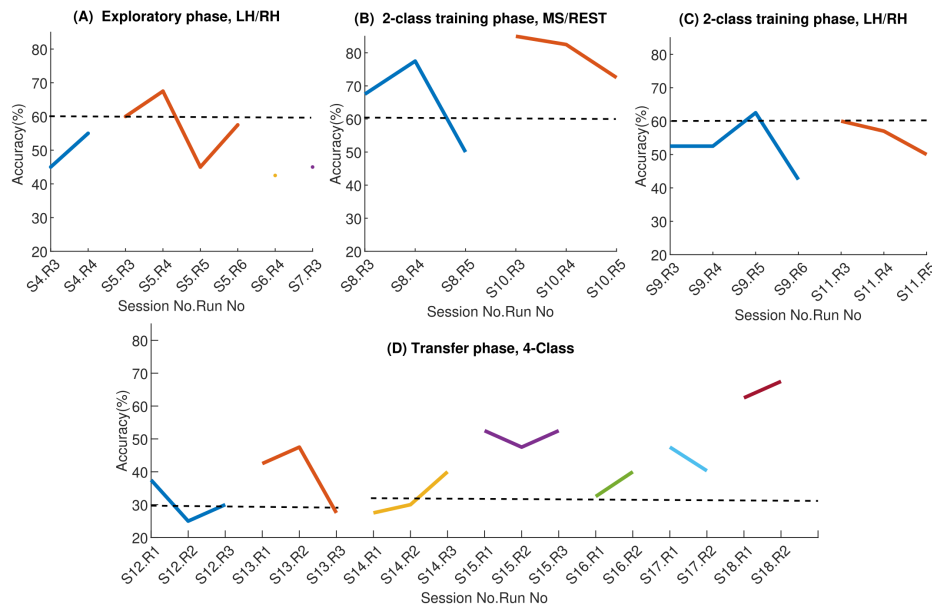 (A) Exploratory phase, LH/RH
Accuracy(%)
80
70
60
50
40
30
20
S4.R3
S4.R4
S5.R3
S5.R4
S5.R5
S5.R6
S6.R4
S7.R3
Session No.Run No
(B) 2-class training phase, MS/REST
Accuracy(%)
80
70
60
50
40
30
20
S8.R3
S8.R4
S8.R5
S10.R3
S10.R4
S10.R5
Session No.Run No
(C) 2-class training phase, LH/RH
Accuracy(%)
80
70
60
50
40
30
20
S9.R3
S9.R4
S9.R5
S9.R6
S11.R3
S11.R4
S11.R5
Session No.Run No
(D) Transfer phase, 4-Class
Accuracy(%)
80
70
60
50
40
30
20
S12.R1
S12.R2
S12.R3
S13.R1
S13.R2
S13.R3
S14.R1
S14.R2
S14.R3
S15.R1
S15.R2
S15.R3
S16.R1
S16.R2
S17.R1
S17.R2
S18.R1
S18.R2
Session No.Run No